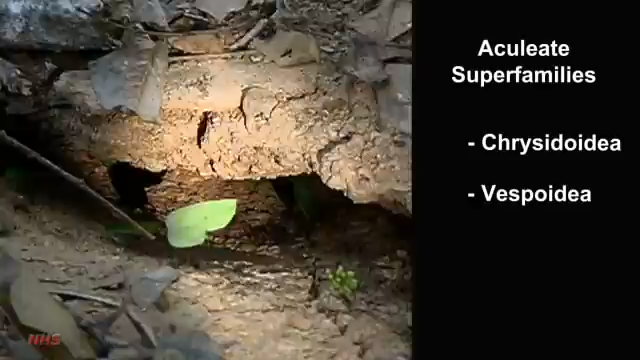 Aculeate
Superfamilies
- Chrysidoidea
- Vespoidea
NHS